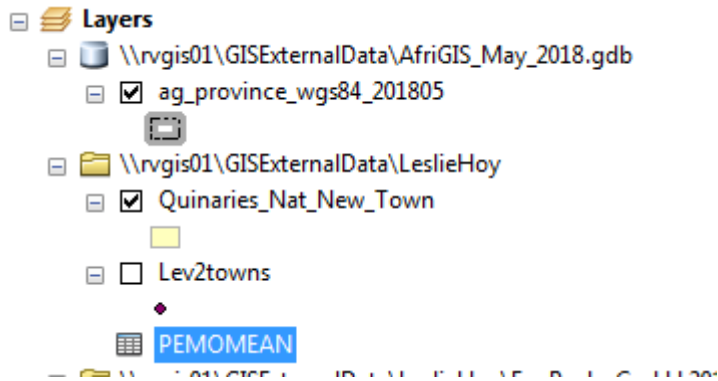 Layers
\\rvgis01\GISExternalData\AfriGIS_May_2018.gdb
ag_province_wgs84_201805
\\rvgis01\GISExternalData\LeslieHoy
Quinaries_Nat_New_Town
Lev2towns
PEMOMEAN